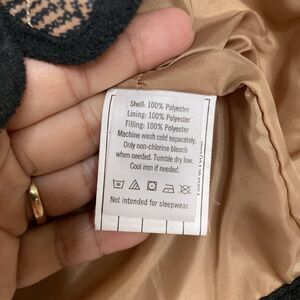 Shell: 100% Polyester
Lining: 100% Polyester
Filling: 100% Polyester
Machine wash cold separately.
Only non-chlorine bleach
when needed. Tumble dry low.
Cool iron if needed.
Not intended for sleepwear.